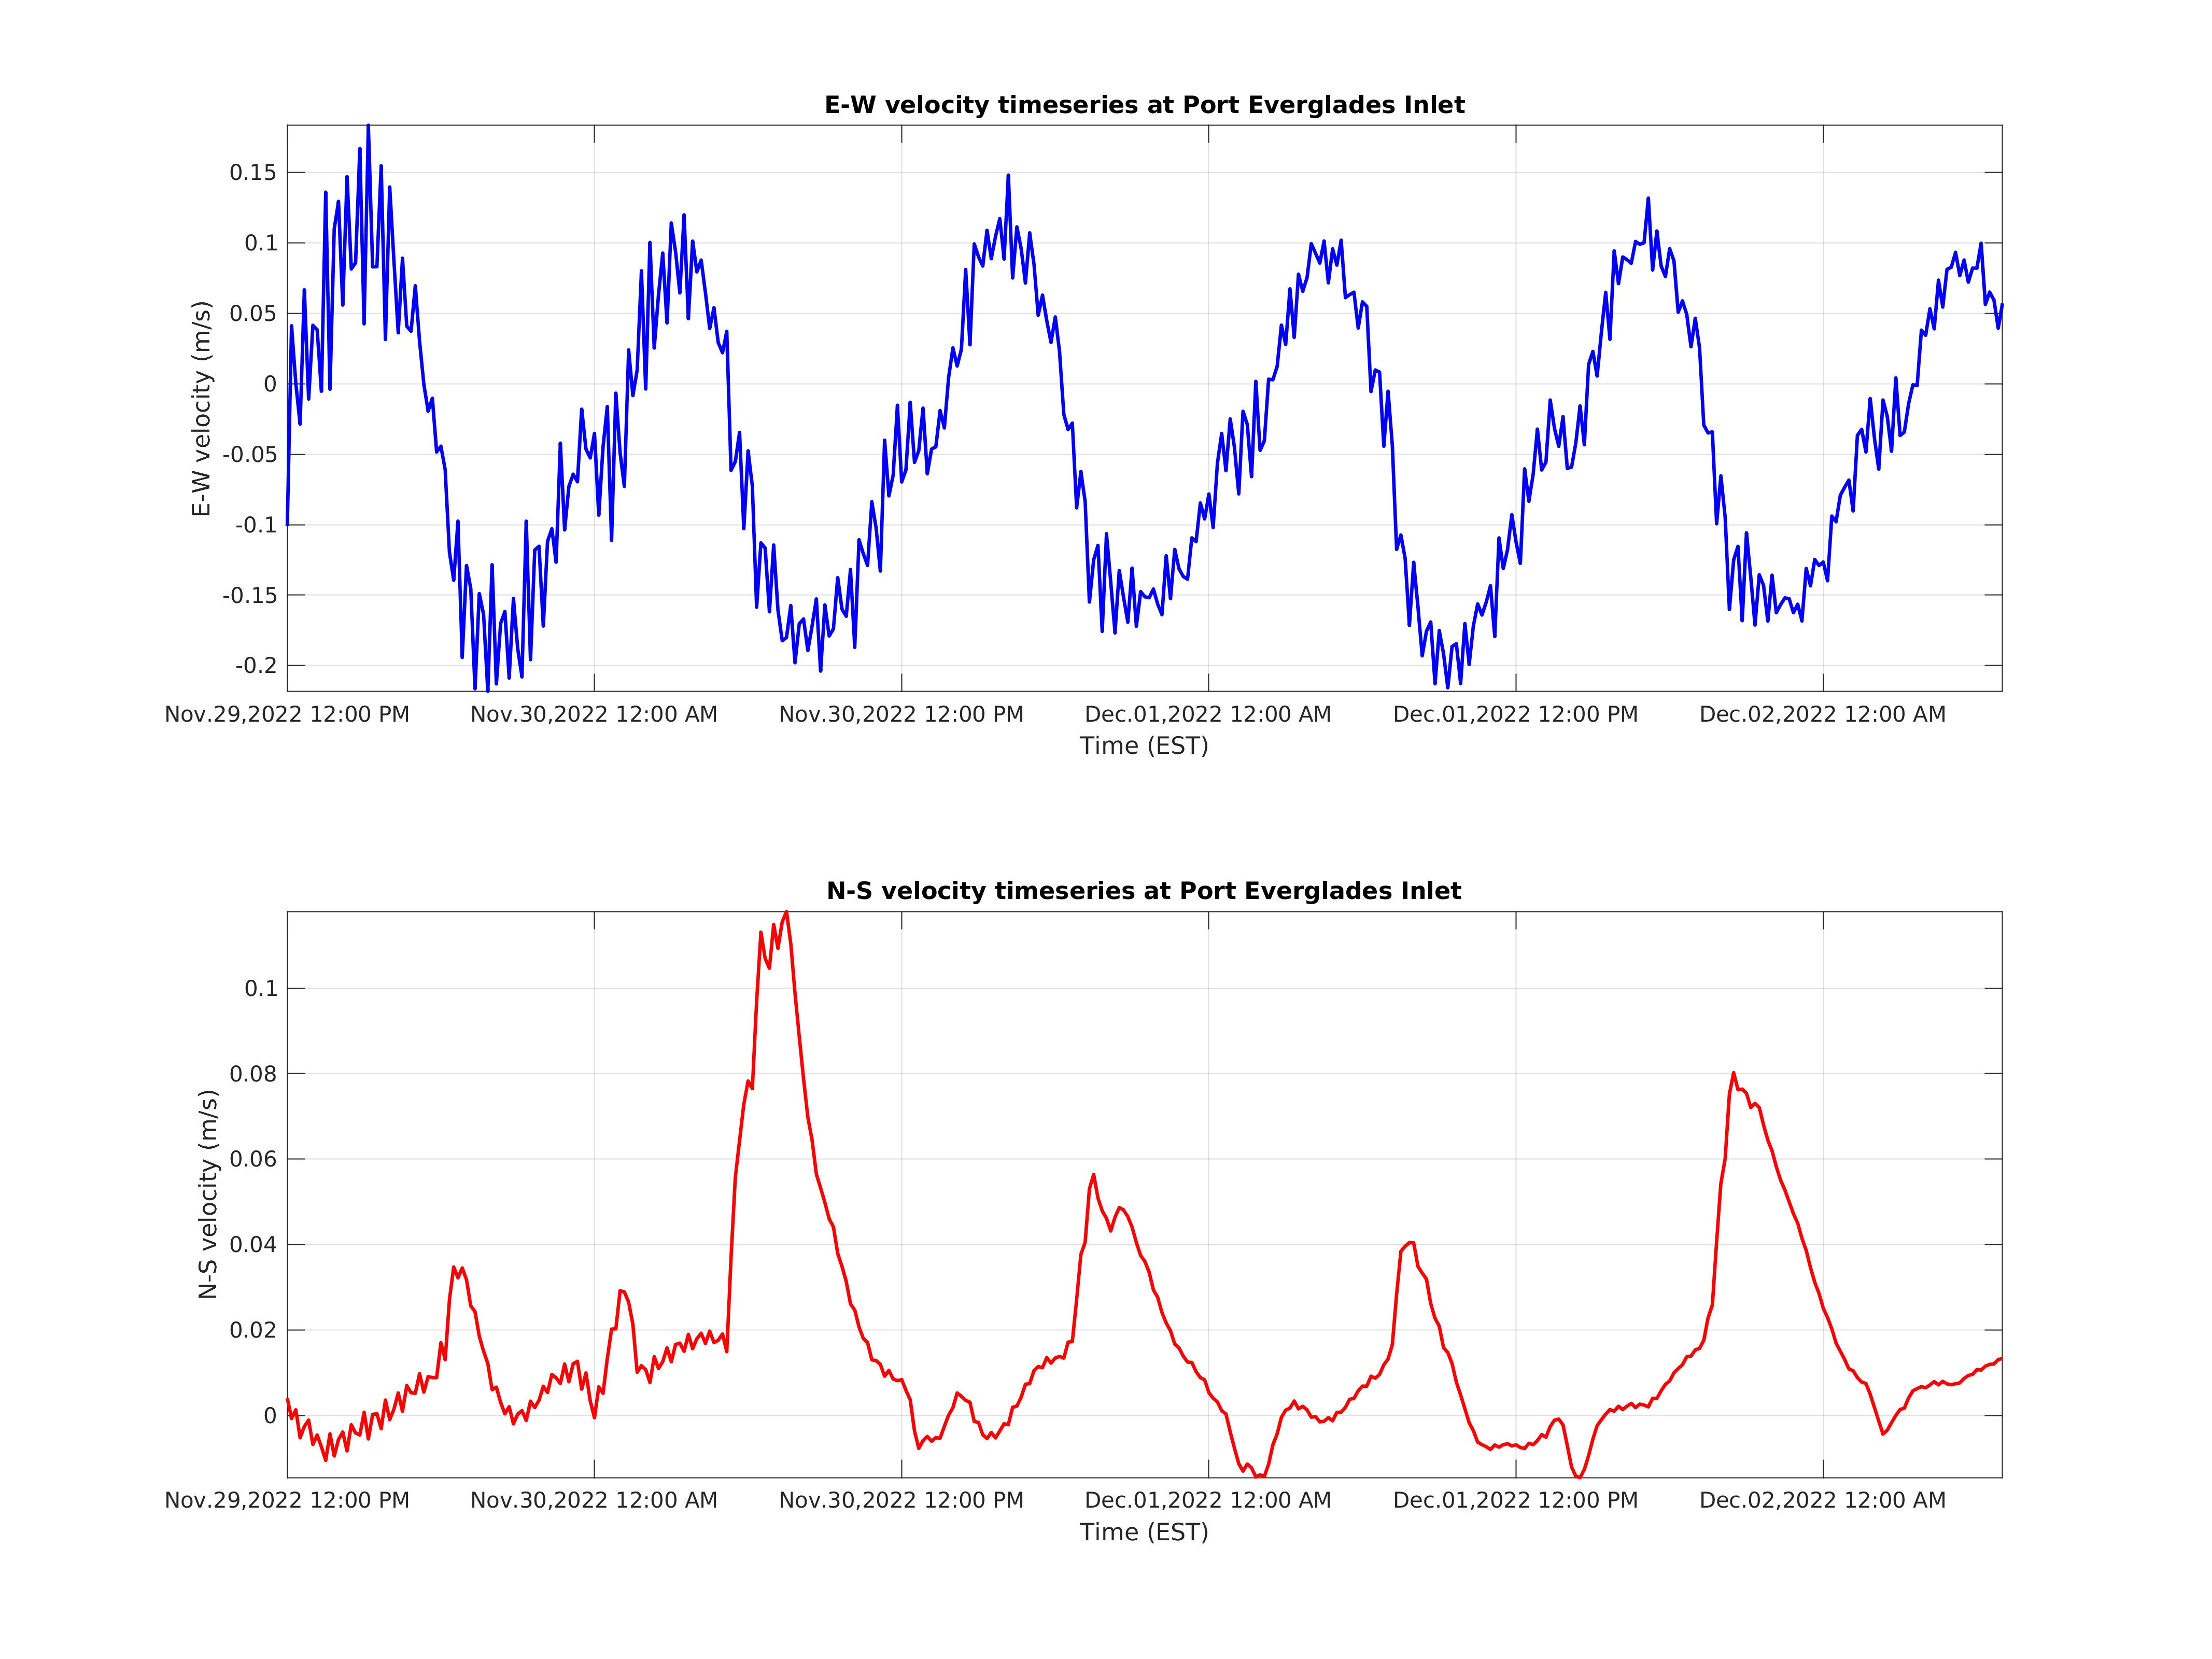 E-W velocity timeseries at Port Everglades Inlet
E-W velocity (m/s)
0.15
0.1
0.05
0
-0.05
-0.1
-0.15
-0.2
Nov.29,2022 12:00 PM Nov.30,2022 12:00 AM Nov.30,2022 12:00 PM Dec.01,2022 12:00 AM Dec.01,2022 12:00 PM Dec.02,2022 12:00 AM
Time (EST)
N-S velocity timeseries at Port Everglades Inlet
N-S velocity (m/s)
0.1
0.08
0.06
0.04
0.02
0
Nov.29,2022 12:00 PM Nov.30,2022 12:00 AM Nov.30,2022 12:00 PM Dec.01,2022 12:00 AM Dec.01,2022 12:00 PM Dec.02,2022 12:00 AM
Time (EST)